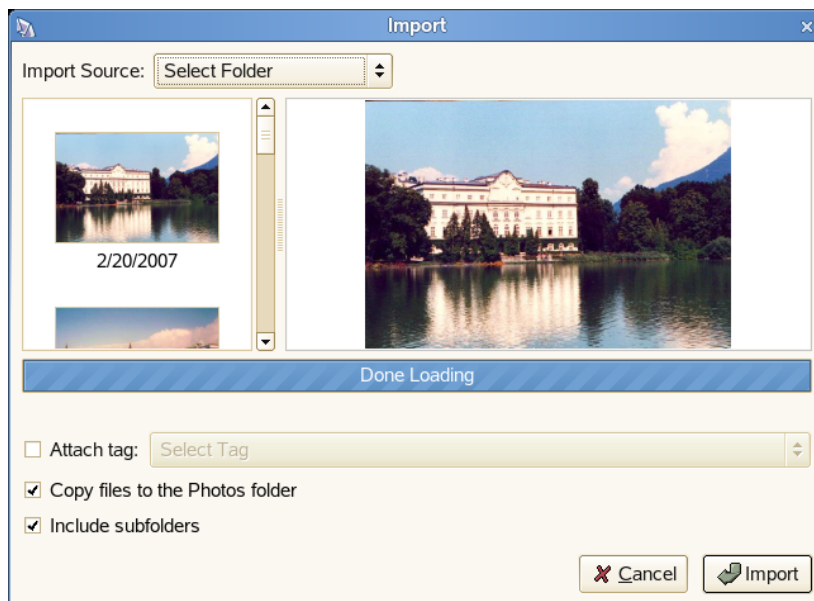 Import
Import Source: Select Folder
2/20/2007
Done Loading
Attach tag: Select Tag
Copy files to the Photos folder
Include subfolders
Cancel Import